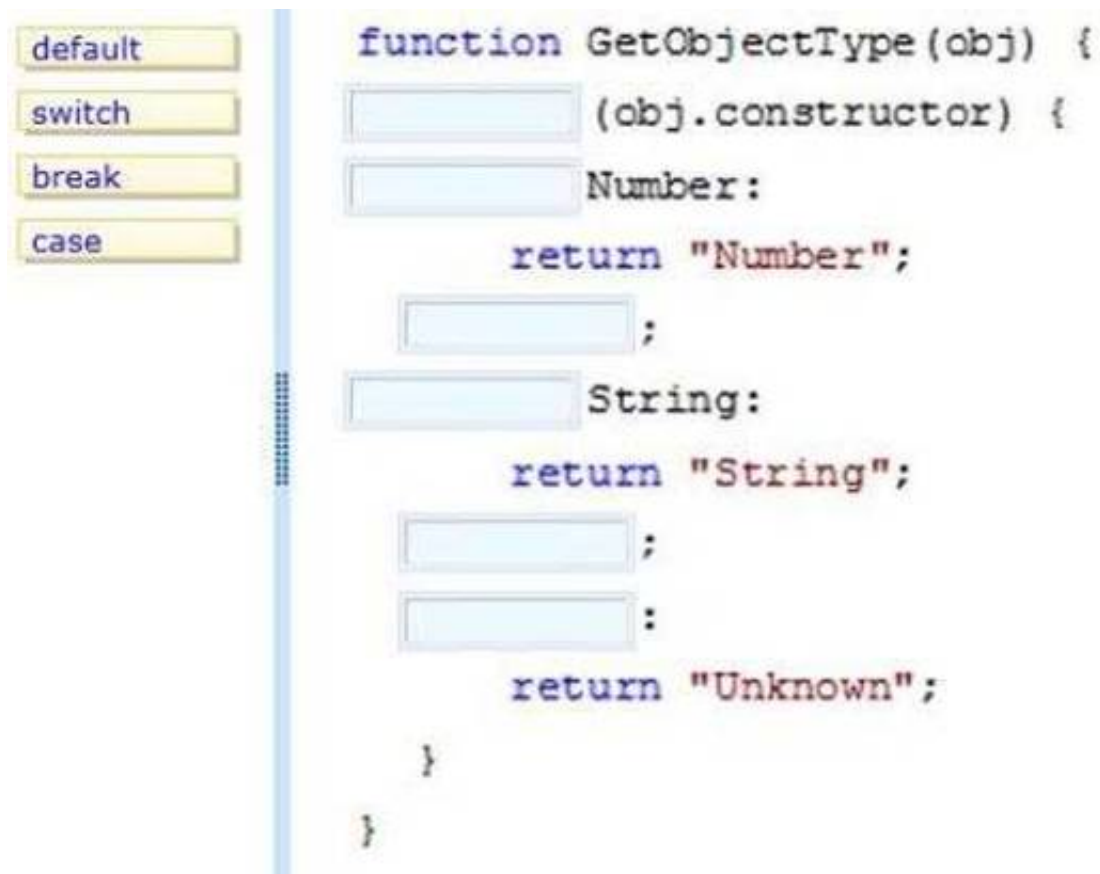 default
switch
break
case
function GetObjectType(obj) {
(obj.constructor) {
Number:
return "Number";
;
String:
return "String";
;
:
return "Unknown";
}
}